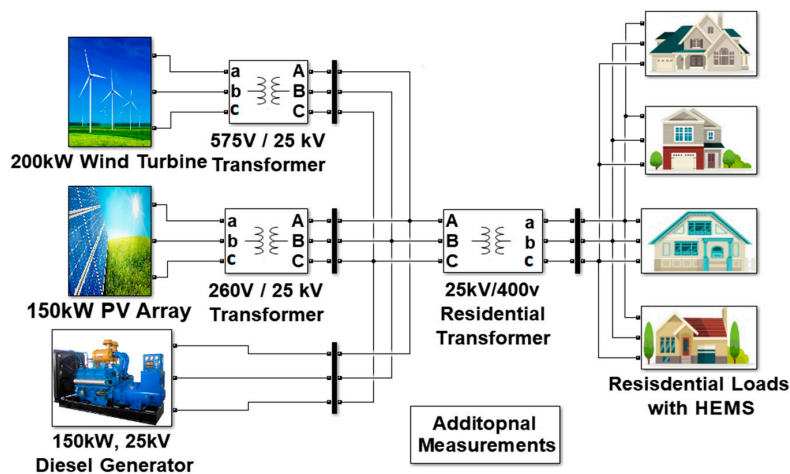 a
b
c
A
B
C
200kW Wind Turbine
575V / 25 kV
Transformer
a
b
c
A
B
C
150kW PV Array
260V / 25 kV
Transformer
A
B
C
a
b
c
25kV/400v
Residential
Transformer
150kW, 25kV
Diesel Generator
Additopnal
Measurements
Resisdential Loads
with HEMS